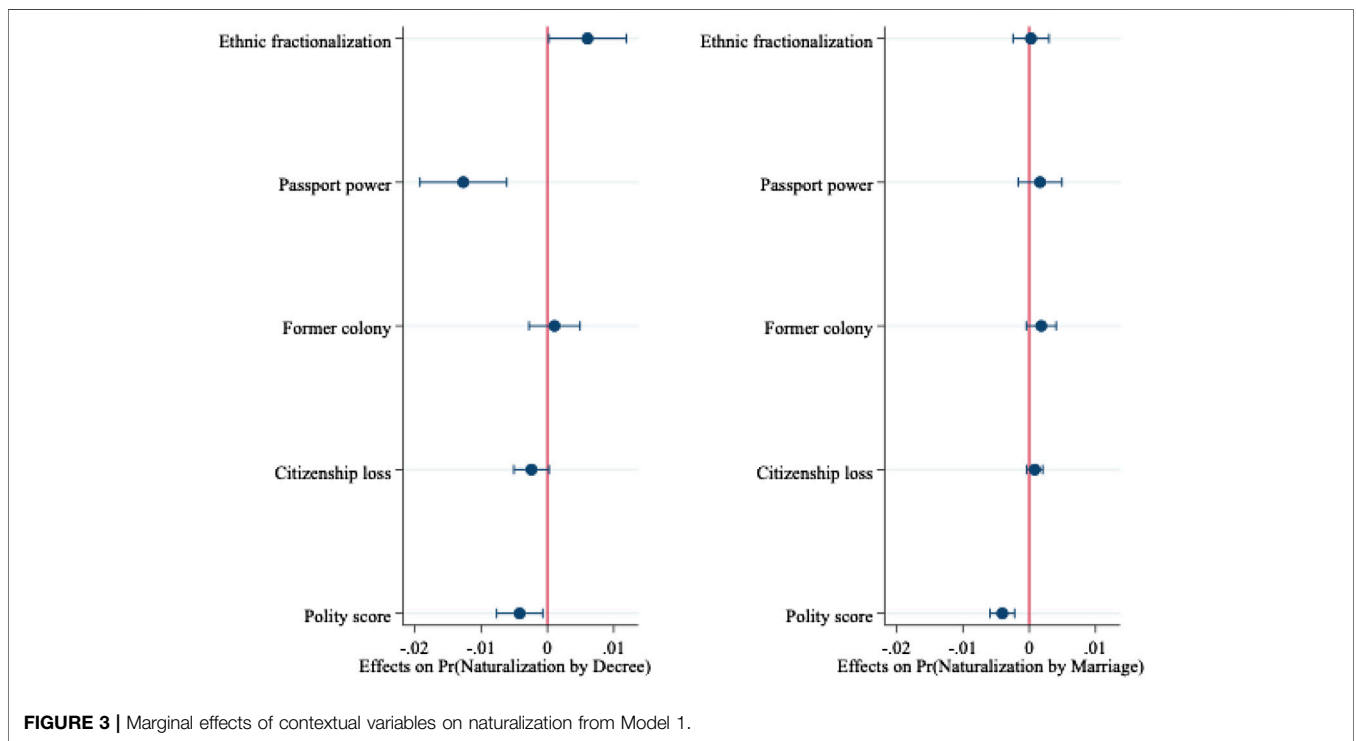 Ethnic fractionalization
Passport power
Former colony
Citizenship loss
Polity score
-.02 -.01 0 .01
Effects on Pr(Naturalization by Decree)
Ethnic fractionalization
Passport power
Former colony
Citizenship loss
Polity score
-.02 -.01 0 .01
Effects on Pr(Naturalization by Marriage)
FIGURE 3 | Marginal effects of contextual variables on naturalization from Model 1.